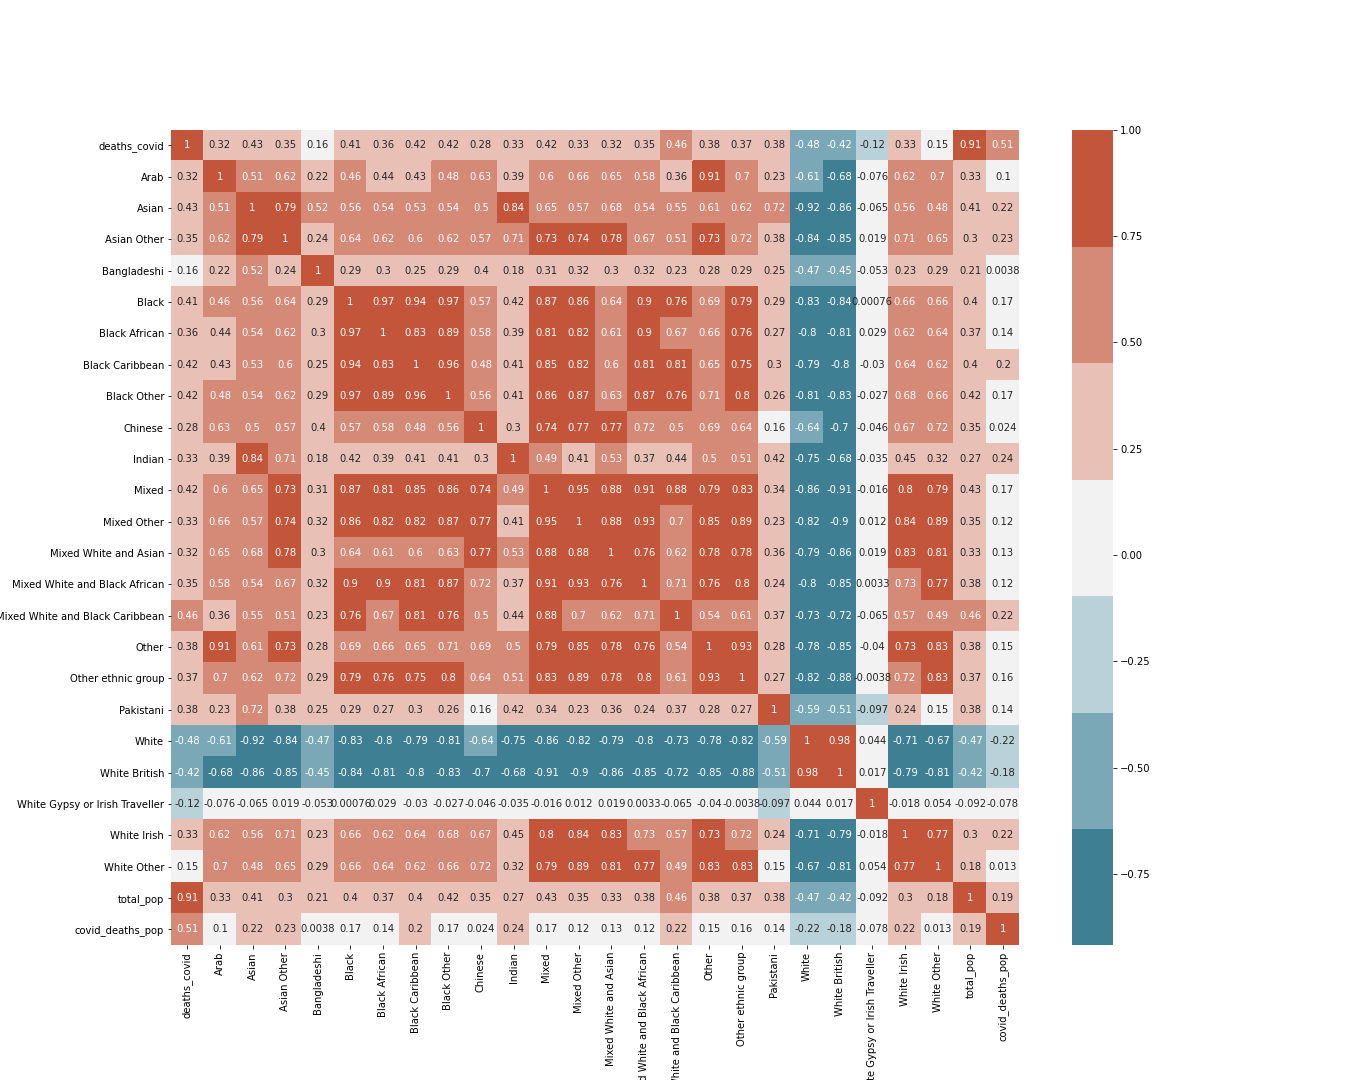 1.00
deaths_covid 1 0.32 0.43 0.35 0.16 0.41 0.36 0.42 0.42 0.28 0.33 0.42 0.33 0.32 0.35 0.46 0.38 0.37 0.38 -0.48 -0.42 -0.12 0.33 0.15 0.91 0.51
Arab 0.32 1 0.51 0.62 0.22 0.46 0.44 0.43 0.48 0.63 0.39 0.6 0.66 0.65 0.58 0.36 0.91 0.7 0.23 -0.61 -0.68 -0.076 0.62 0.7 0.33 0.1
Asian 0.43 0.51 1 0.79 0.52 0.56 0.54 0.53 0.54 0.5 0.84 0.65 0.57 0.68 0.54 0.55 0.61 0.62 0.72 -0.92 -0.86 -0.065 0.56 0.48 0.41 0.22
0.75
Asian Other 0.35 0.62 0.79 1 0.24 0.64 0.62 0.6 0.62 0.57 0.71 0.73 0.74 0.78 0.67 0.51 0.73 0.72 0.38 -0.84 -0.85 0.019 0.71 0.65 0.3 0.23
Bangladeshi 0.16 0.22 0.52 0.24 1 0.29 0.3 0.25 0.29 0.4 0.18 0.31 0.32 0.3 0.32 0.23 0.28 0.29 0.25 -0.47 -0.45 -0.053 0.23 0.29 0.21 0.0038
Black 0.41 0.46 0.56 0.64 0.29 1 0.97 0.94 0.97 0.57 0.42 0.87 0.86 0.64 0.9 0.76 0.69 0.79 0.29 -0.83 -0.84 0.00076 0.66 0.66 0.4 0.17
Black African 0.36 0.44 0.54 0.62 0.3 0.97 1 0.83 0.89 0.58 0.39 0.81 0.82 0.61 0.9 0.67 0.66 0.76 0.27 -0.8 -0.81 0.029 0.62 0.64 0.37 0.14
0.50
Black Caribbean 0.42 0.43 0.53 0.6 0.25 0.94 0.83 1 0.96 0.48 0.41 0.85 0.82 0.6 0.81 0.81 0.65 0.75 0.3 -0.79 -0.8 -0.03 0.64 0.62 0.4 0.2
Black Other 0.42 0.48 0.54 0.62 0.29 0.97 0.89 0.96 1 0.56 0.41 0.86 0.87 0.63 0.87 0.76 0.71 0.8 0.26 -0.81 -0.83 -0.027 0.68 0.66 0.42 0.17
Chinese 0.28 0.63 0.5 0.57 0.4 0.57 0.58 0.48 0.56 1 0.3 0.74 0.77 0.77 0.72 0.5 0.69 0.64 0.16 -0.64 -0.7 -0.046 0.67 0.72 0.35 0.024
0.25
Indian 0.33 0.39 0.84 0.71 0.18 0.42 0.39 0.41 0.41 0.3 1 0.49 0.41 0.53 0.37 0.44 0.5 0.51 0.42 -0.75 -0.68 -0.035 0.45 0.32 0.27 0.24
Mixed 0.42 0.6 0.65 0.73 0.31 0.87 0.81 0.85 0.86 0.74 0.49 1 0.95 0.88 0.91 0.88 0.79 0.83 0.34 -0.86 -0.91 -0.016 0.8 0.79 0.43 0.17
Mixed Other 0.33 0.66 0.57 0.74 0.32 0.86 0.82 0.82 0.87 0.77 0.41 0.95 1 0.88 0.93 0.7 0.85 0.89 0.23 -0.82 -0.9 0.012 0.84 0.89 0.35 0.12
Mixed White and Asian 0.32 0.65 0.68 0.78 0.3 0.64 0.61 0.6 0.63 0.77 0.53 0.88 0.88 1 0.76 0.62 0.78 0.78 0.36 -0.79 -0.86 0.019 0.83 0.81 0.33 0.13
0.00
Mixed White and Black African 0.35 0.58 0.54 0.67 0.32 0.9 0.9 0.81 0.87 0.72 0.37 0.91 0.93 0.76 1 0.71 0.76 0.8 0.24 -0.8 -0.85 0.0033 0.73 0.77 0.38 0.12
Mixed White and Black Caribbean 0.46 0.36 0.55 0.51 0.23 0.76 0.67 0.81 0.76 0.5 0.44 0.88 0.7 0.62 0.71 1 0.54 0.61 0.37 -0.73 -0.72 -0.065 0.57 0.49 0.46 0.22
Other 0.38 0.91 0.61 0.73 0.28 0.69 0.66 0.65 0.71 0.69 0.5 0.79 0.85 0.78 0.76 0.54 1 0.93 0.28 -0.78 -0.85 -0.04 0.73 0.83 0.38 0.15
−0.25
Other ethnic group 0.37 0.7 0.62 0.72 0.29 0.79 0.76 0.75 0.8 0.64 0.51 0.83 0.89 0.78 0.8 0.61 0.93 1 0.27 -0.82 -0.88 -0.0038 0.72 0.83 0.37 0.16
Pakistani 0.38 0.23 0.72 0.38 0.25 0.29 0.27 0.3 0.26 0.16 0.42 0.34 0.23 0.36 0.24 0.37 0.28 0.27 1 -0.59 -0.51 -0.097 0.24 0.15 0.38 0.14
White -0.48 -0.61 -0.92 -0.84 -0.47 -0.83 -0.8 -0.79 -0.81 -0.64 -0.75 -0.86 -0.82 -0.79 -0.8 -0.73 -0.78 -0.82 -0.59 1 0.98 0.044 -0.71 -0.67 -0.47 -0.22
−0.50
White British -0.42 -0.68 -0.86 -0.85 -0.45 -0.84 -0.81 -0.8 -0.83 -0.7 -0.68 -0.91 -0.9 -0.86 -0.85 -0.72 -0.85 -0.88 -0.51 0.98 1 0.017 -0.79 -0.81 -0.42 -0.18
White Gypsy or Irish Traveller -0.12 -0.076 -0.065 0.019 -0.053 0.00076 0.029 -0.03 -0.027 -0.046 -0.035 -0.016 0.012 0.019 0.0033 -0.065 -0.04 -0.0038 -0.097 0.044 0.017 1 -0.018 0.054 -0.092 -0.078
White Irish 0.33 0.62 0.56 0.71 0.23 0.66 0.62 0.64 0.68 0.67 0.45 0.8 0.84 0.83 0.73 0.57 0.73 0.72 0.24 -0.71 -0.79 -0.018 1 0.77 0.3 0.22
White Other 0.15 0.7 0.48 0.65 0.29 0.66 0.64 0.62 0.66 0.72 0.32 0.79 0.89 0.81 0.77 0.49 0.83 0.83 0.15 -0.67 -0.81 0.054 0.77 1 0.18 0.013
−0.75
total_pop 0.91 0.33 0.41 0.3 0.21 0.4 0.37 0.4 0.42 0.35 0.27 0.43 0.35 0.33 0.38 0.46 0.38 0.37 0.38 -0.47 -0.42 -0.092 0.3 0.18 1 0.19
covid_deaths_pop 0.51 0.1 0.22 0.23 0.0038 0.17 0.14 0.2 0.17 0.024 0.24 0.17 0.12 0.13 0.12 0.22 0.15 0.16 0.14 -0.22 -0.18 -0.078 0.22 0.013 0.19 1
deaths_covid
Arab
Asian
Asian Other
Bangladeshi
Black
Black African
Black Caribbean
Black Other
Chinese
Indian
Mixed
Mixed Other
Mixed White and Asian
d White and Black African
White and Black Caribbean
Other
Other ethnic group
Pakistani
White
White British
te Gypsy or Irish Traveller
White Irish
White Other
total_pop
covid_deaths_pop